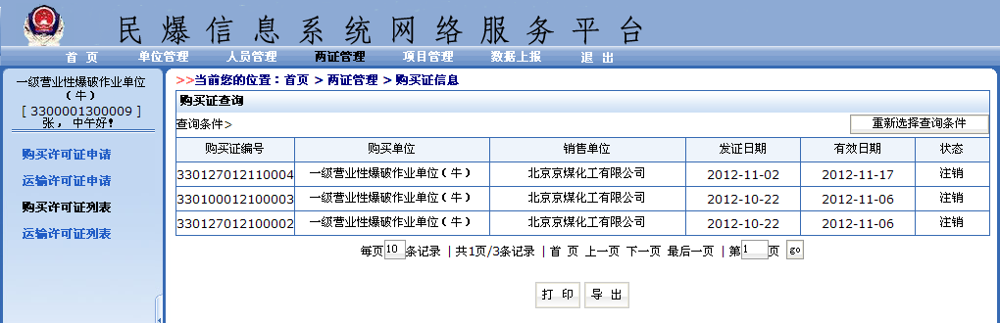 民爆信息系统网络服务平台
首 页 单位管理 人员管理 两证管理 项目管理 数据上报 退 出
一级营业性爆破作业单位
（牛）
[ 3300001300009 ]
张 ， 中午好!
购买许可证申请
运输许可证申请
购买许可证列表
运输许可证列表
>>当前您的位置：首页 > 两证管理 > 购买证信息
购买证查询
查询条件> 重新选择查询条件
购买证编号 购买单位 销售单位 发证日期 有效日期 状态
330127012110004 一级营业性爆破作业单位（牛） 北京京煤化工有限公司 2012-11-02 2012-11-17 注销
330100012100003 一级营业性爆破作业单位（牛） 北京京煤化工有限公司 2012-10-22 2012-11-06 注销
330127012100002 一级营业性爆破作业单位（牛） 北京京煤化工有限公司 2012-10-22 2012-11-06 注销
每页10条记录 |共1页/3条记录 |首 页 上一页 下一页 最后一页 |第1页 go
打 印 导 出